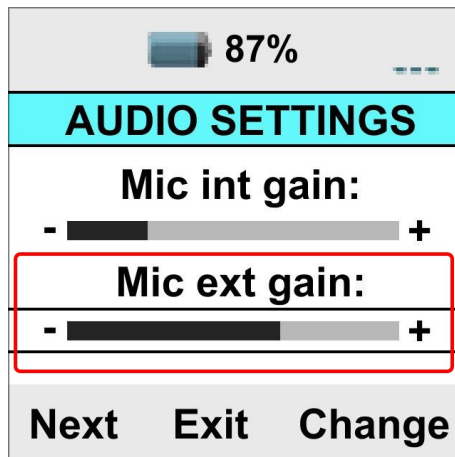 87%
AUDIO SETTINGS
Mic int gain:
- +
Mic ext gain:
- +
Next Exit Change